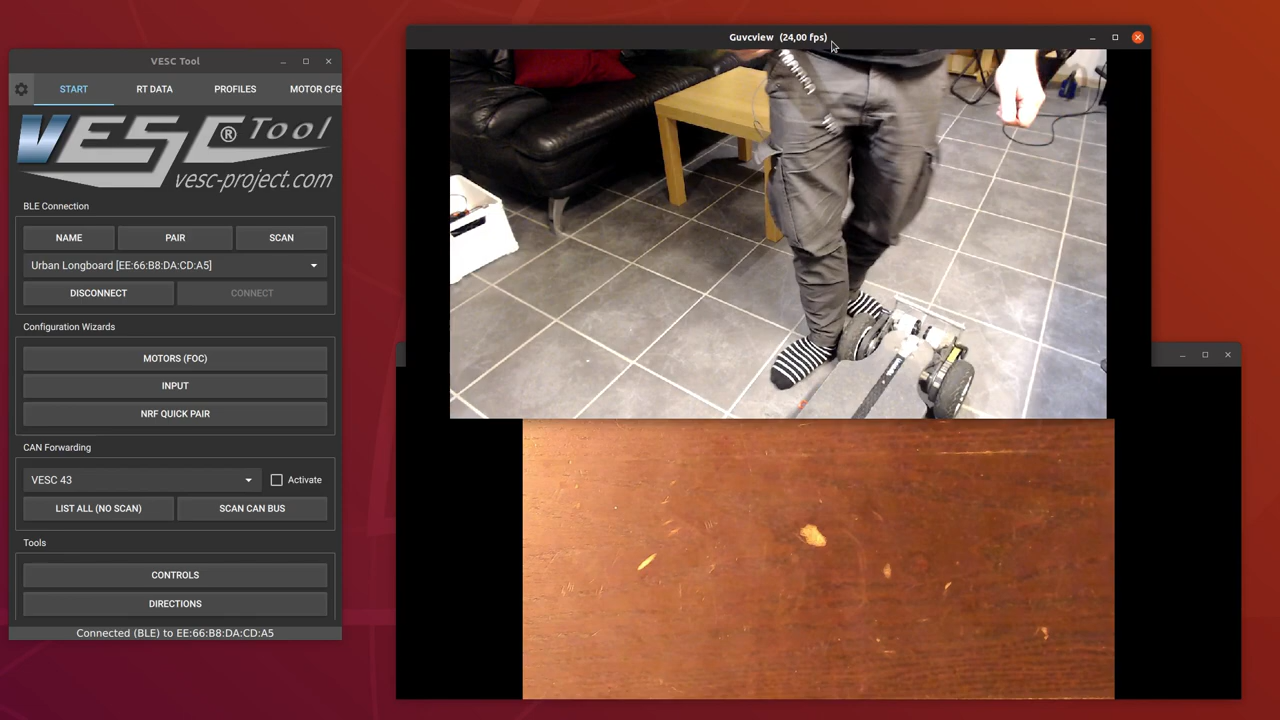 VESC Tool
START
RT DATA
PROFILES
MOTOR CFG
VESC® Tool
vesc-project.com
BLE Connection
NAME
PAIR
SCAN
Urban Longboard [EE:66:B8:DA:CD:A5]
DISCONNECT
CONNECT
Configuration Wizards
MOTORS (FOC)
INPUT
NRF QUICK PAIR
CAN Forwarding
VESC 43
Activate
LIST ALL (NO SCAN)
SCAN CAN BUS
Tools
CONTROLS
DIRECTIONS
Connected (BLE) to EE:66:B8:DA:CD:A5
Guvcview (24,00 fps)